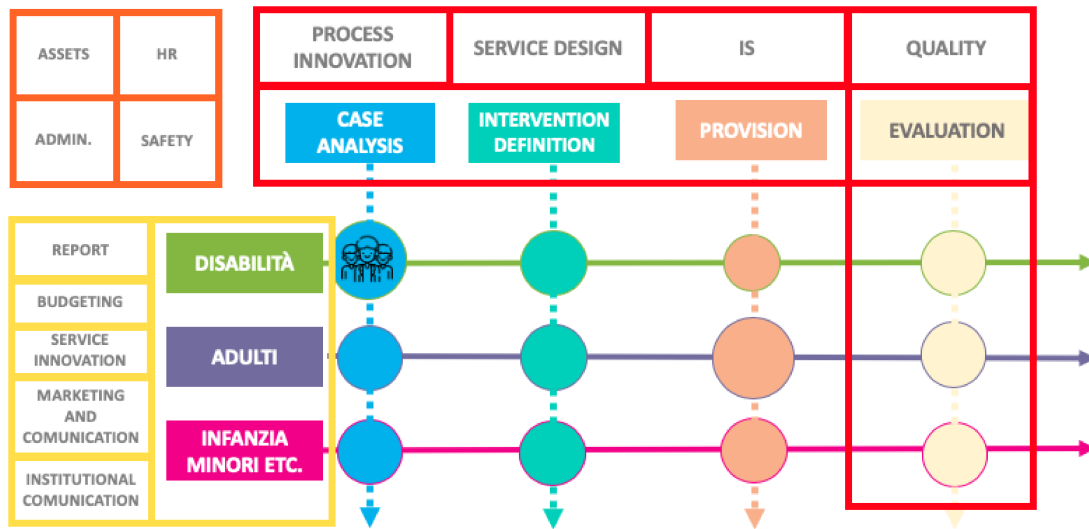 ASSETS
HR
ADMIN.
SAFETY
PROCESS
INNOVATION
SERVICE DESIGN
IS
QUALITY
CASE
ANALYSIS
INTERVENTION
DEFINITION
PROVISION
EVALUATION
REPORT
BUDGETING
SERVICE
INNOVATION
MARKETING
AND
COMUNICATION
INSTITUTIONAL
COMUNICATION
DISABILITÀ
ADULTI
INFANZIA
MINORI ETC.